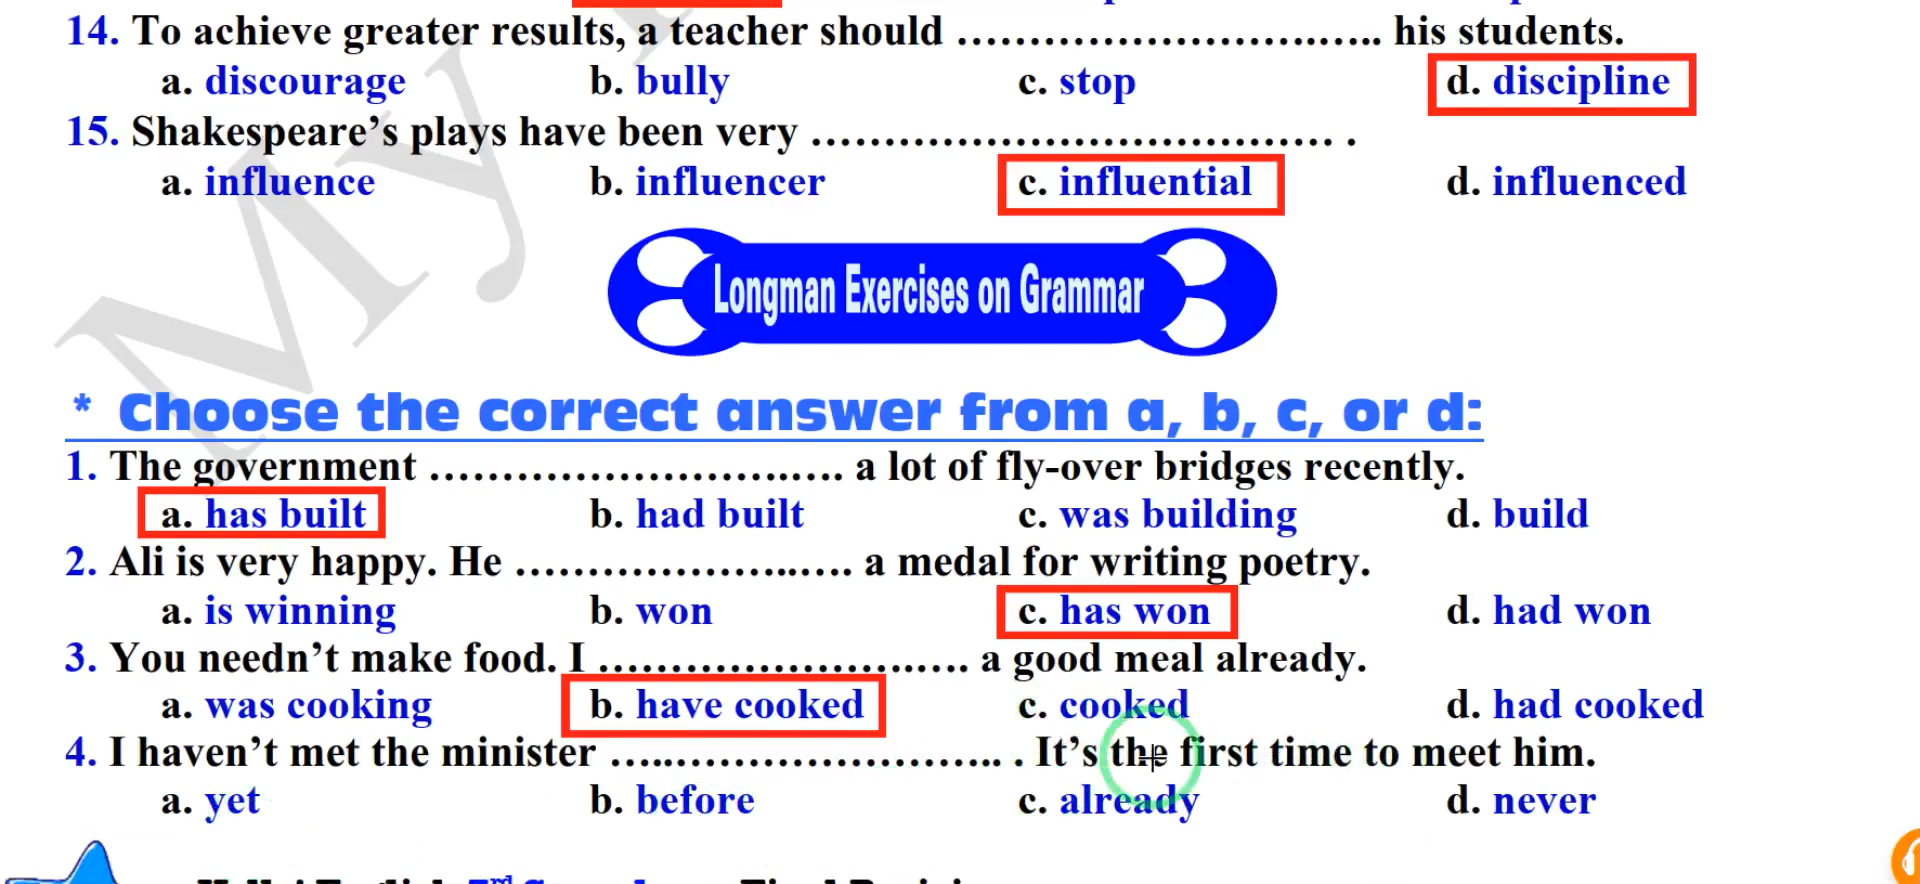 14. To achieve greater results, a teacher should ………………………….. his students.
a. discourage b. bully c. stop d. discipline
15. Shakespeare's plays have been very ……………………………… .
a. influence b. influencer c. influential d. influenced
My
Longman Exercises on Grammar
* Choose the correct answer from a, b, c, or d:
1. The government …………………….…. a lot of fly-over bridges recently.
a. has built b. had built c. was building d. build
2. Ali is very happy. He ………………..…. a medal for writing poetry.
a. is winning b. won c. has won d. had won
3. You needn't make food. I ………………….…. a good meal already.
a. was cooking b. have cooked c. cooked d. had cooked
4. I haven't met the minister …..………………….. . It's the first time to meet him.
a. yet b. before c. already d. never